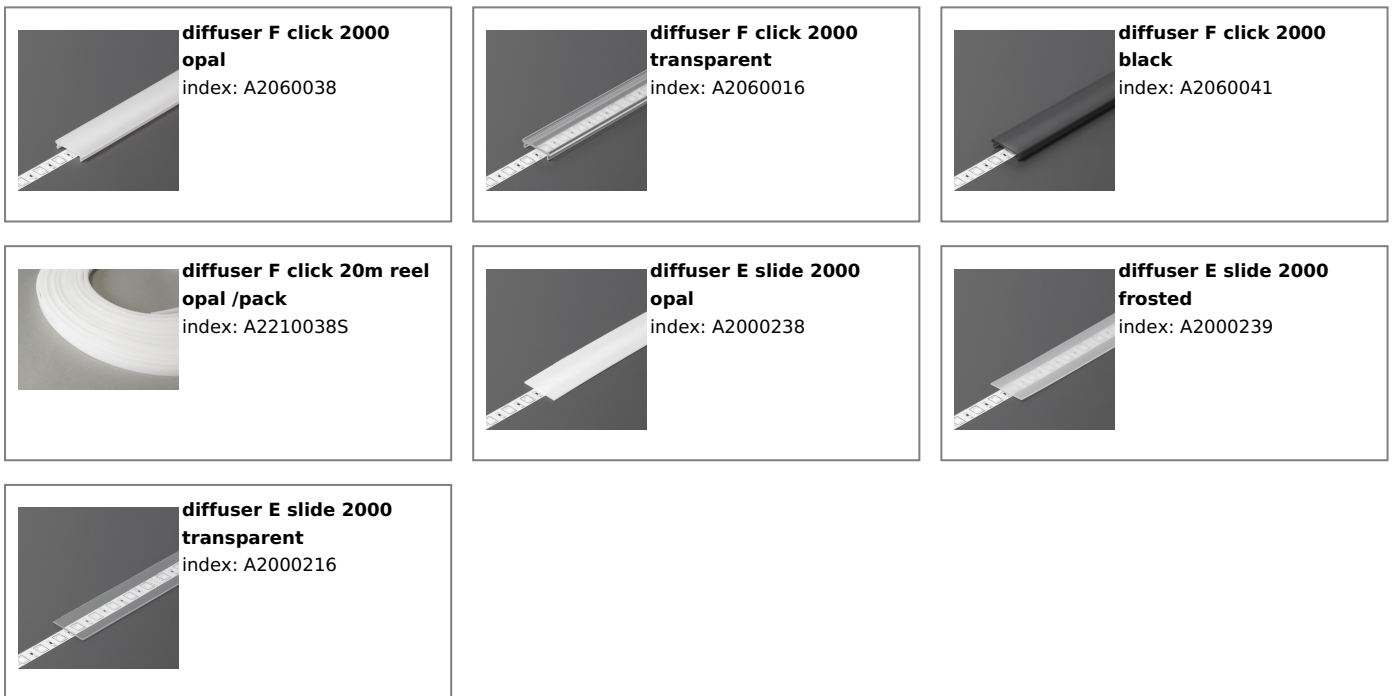 diffuser F click 2000
opal
index: A2060038
diffuser F click 2000
transparent
index: A2060016
diffuser F click 2000
black
index: A2060041
diffuser F click 20m reel
opal /pack
index: A2210038S
diffuser E slide 2000
opal
index: A2000238
diffuser E slide 2000
frosted
index: A2000239
diffuser E slide 2000
transparent
index: A2000216